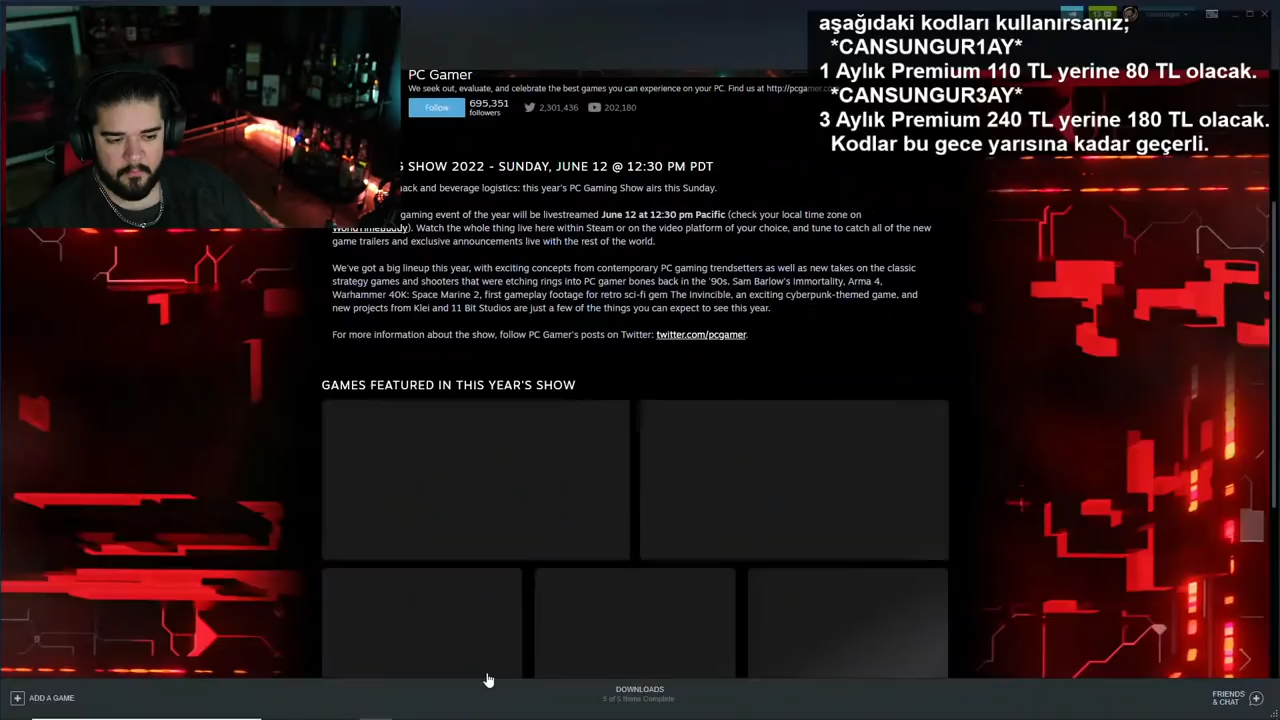 aşağıdaki kodları kullanırsanız;
*CANSUNGUR1AY*
1 Aylık Premium 110 TL yerine 80 TL olacak.
*CANSUNGUR3AY*
3 Aylık Premium 240 TL yerine 180 TL olacak.
Kodlar bu gece yarısına kadar geçerli.
PC Gamer
We seek out, evaluate, and celebrate the best games you can experience on your PC. Find us at http://pcgamer.co
Follow
695,351
followers
2,301,436
202,180
G SHOW 2022 - SUNDAY, JUNE 12 @ 12:30 PM PDT
nack and beverage logistics: this year's PC Gaming Show airs this Sunday.
gaming event of the year will be livestreamed June 12 at 12:30 pm Pacific (check your local time zone on
WorldTimeBuddy). Watch the whole thing live here within Steam or on the video platform of your choice, and tune to catch all of the new
game trailers and exclusive announcements live with the rest of the world.
We've got a big lineup this year, with exciting concepts from contemporary PC gaming trendsetters as well as new takes on the classic
strategy games and shooters that were etching rings into PC gamer bones back in the '90s, Sam Barlow's Immortality, Arma 4,
Warhammer 40K: Space Marine 2, first gameplay footage for retro sci-fi gem The Invincible, an exciting cyberpunk-themed game, and
new projects from Klei and 11 Bit Studios are just a few of the things you can expect to see this year.
For more information about the show, follow PC Gamer's posts on Twitter: twitter.com/pcgamer.
GAMES FEATURED IN THIS YEAR'S SHOW
ADD A GAME
DOWNLOADS
5 of 5 Items Complete
FRIENDS
& CHAT